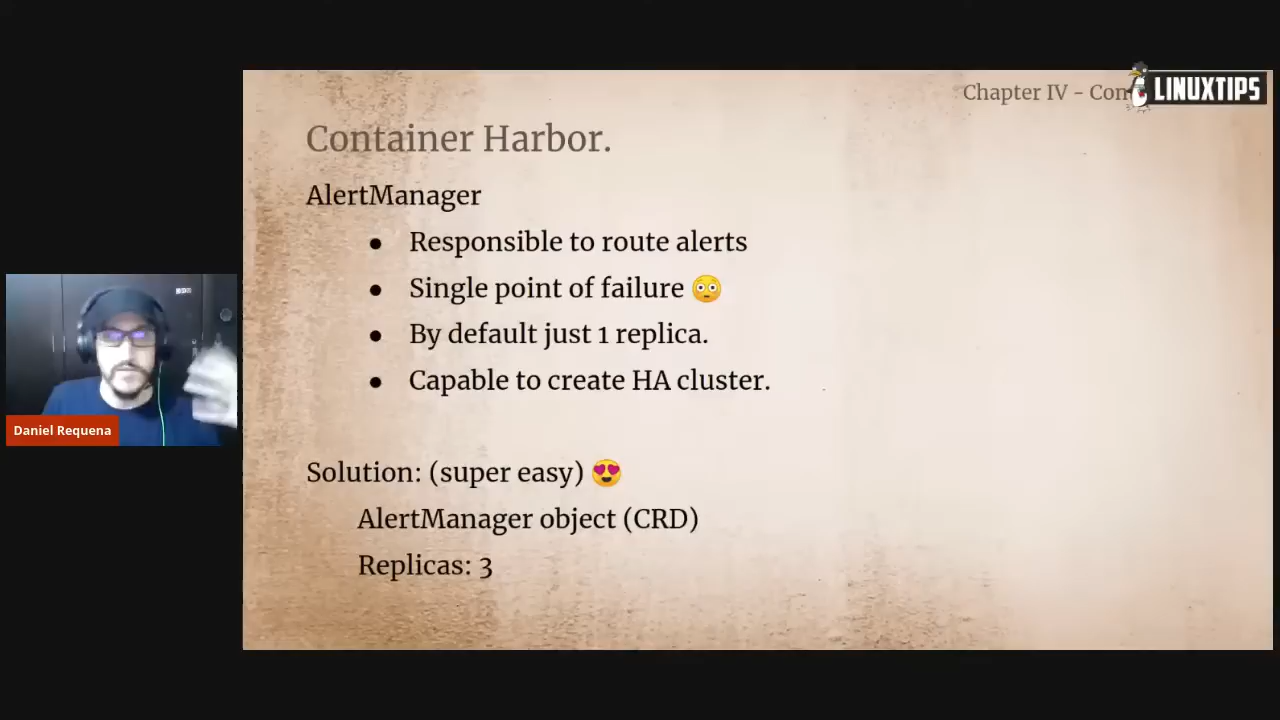 Chapter IV - Con
LINUXTIPS
Container Harbor.
AlertManager
● Responsible to route alerts
● Single point of failure 😳
● By default just 1 replica.
● Capable to create HA cluster.
Solution: (super easy) 😍
AlertManager object (CRD)
Replicas: 3
Daniel Requena